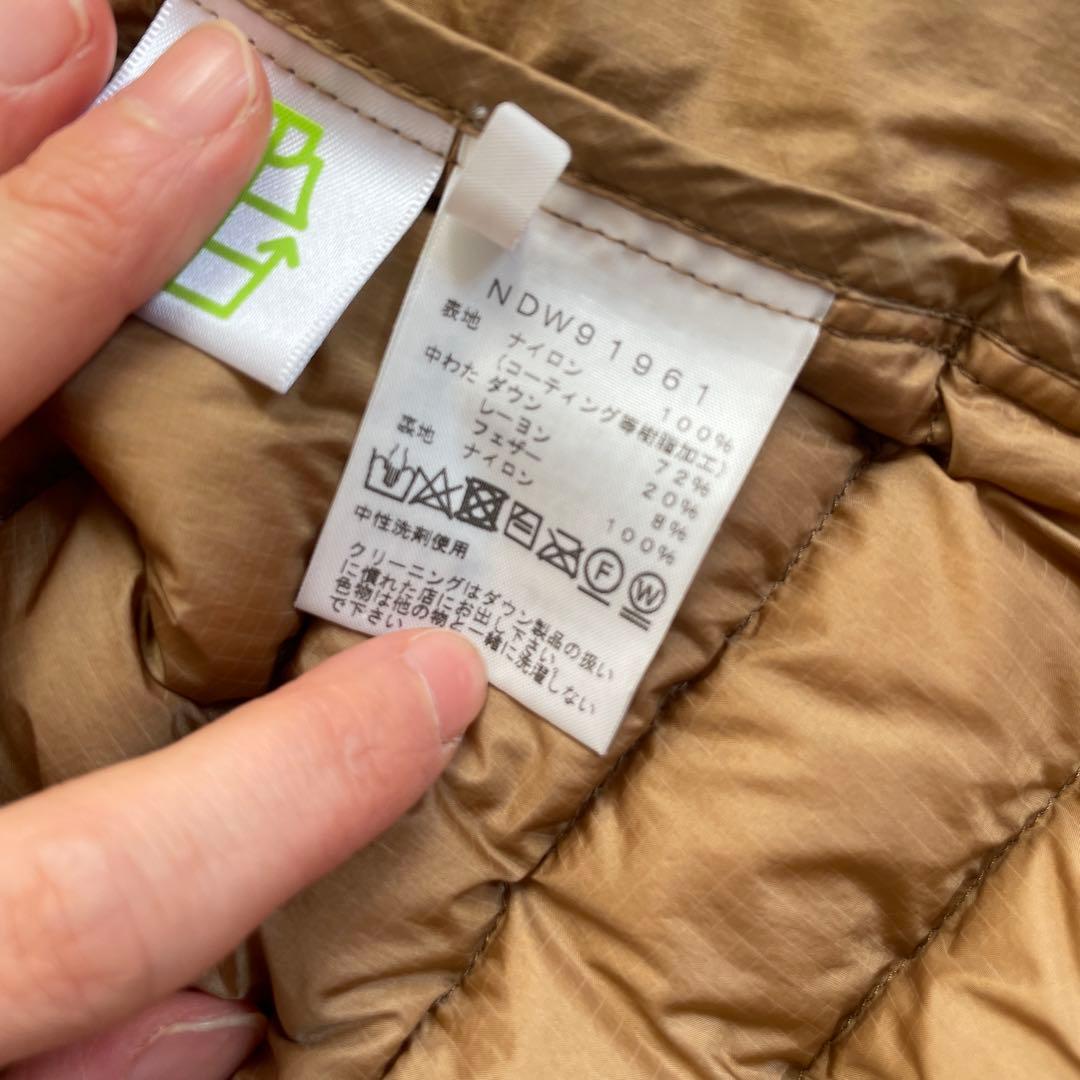 NDW91961
表地 ナイロン 100%
(コーティング等樹脂加工)
中わた ダウン 72%
レーヨン 20%
フェザー 8%
表地 ナイロン 100%
F W
中性洗剤使用
クリーニングはダウン製品の扱い
に慣れた店にお出し下さい。
色物は他の物と一緒に洗濯しない
で下さい。